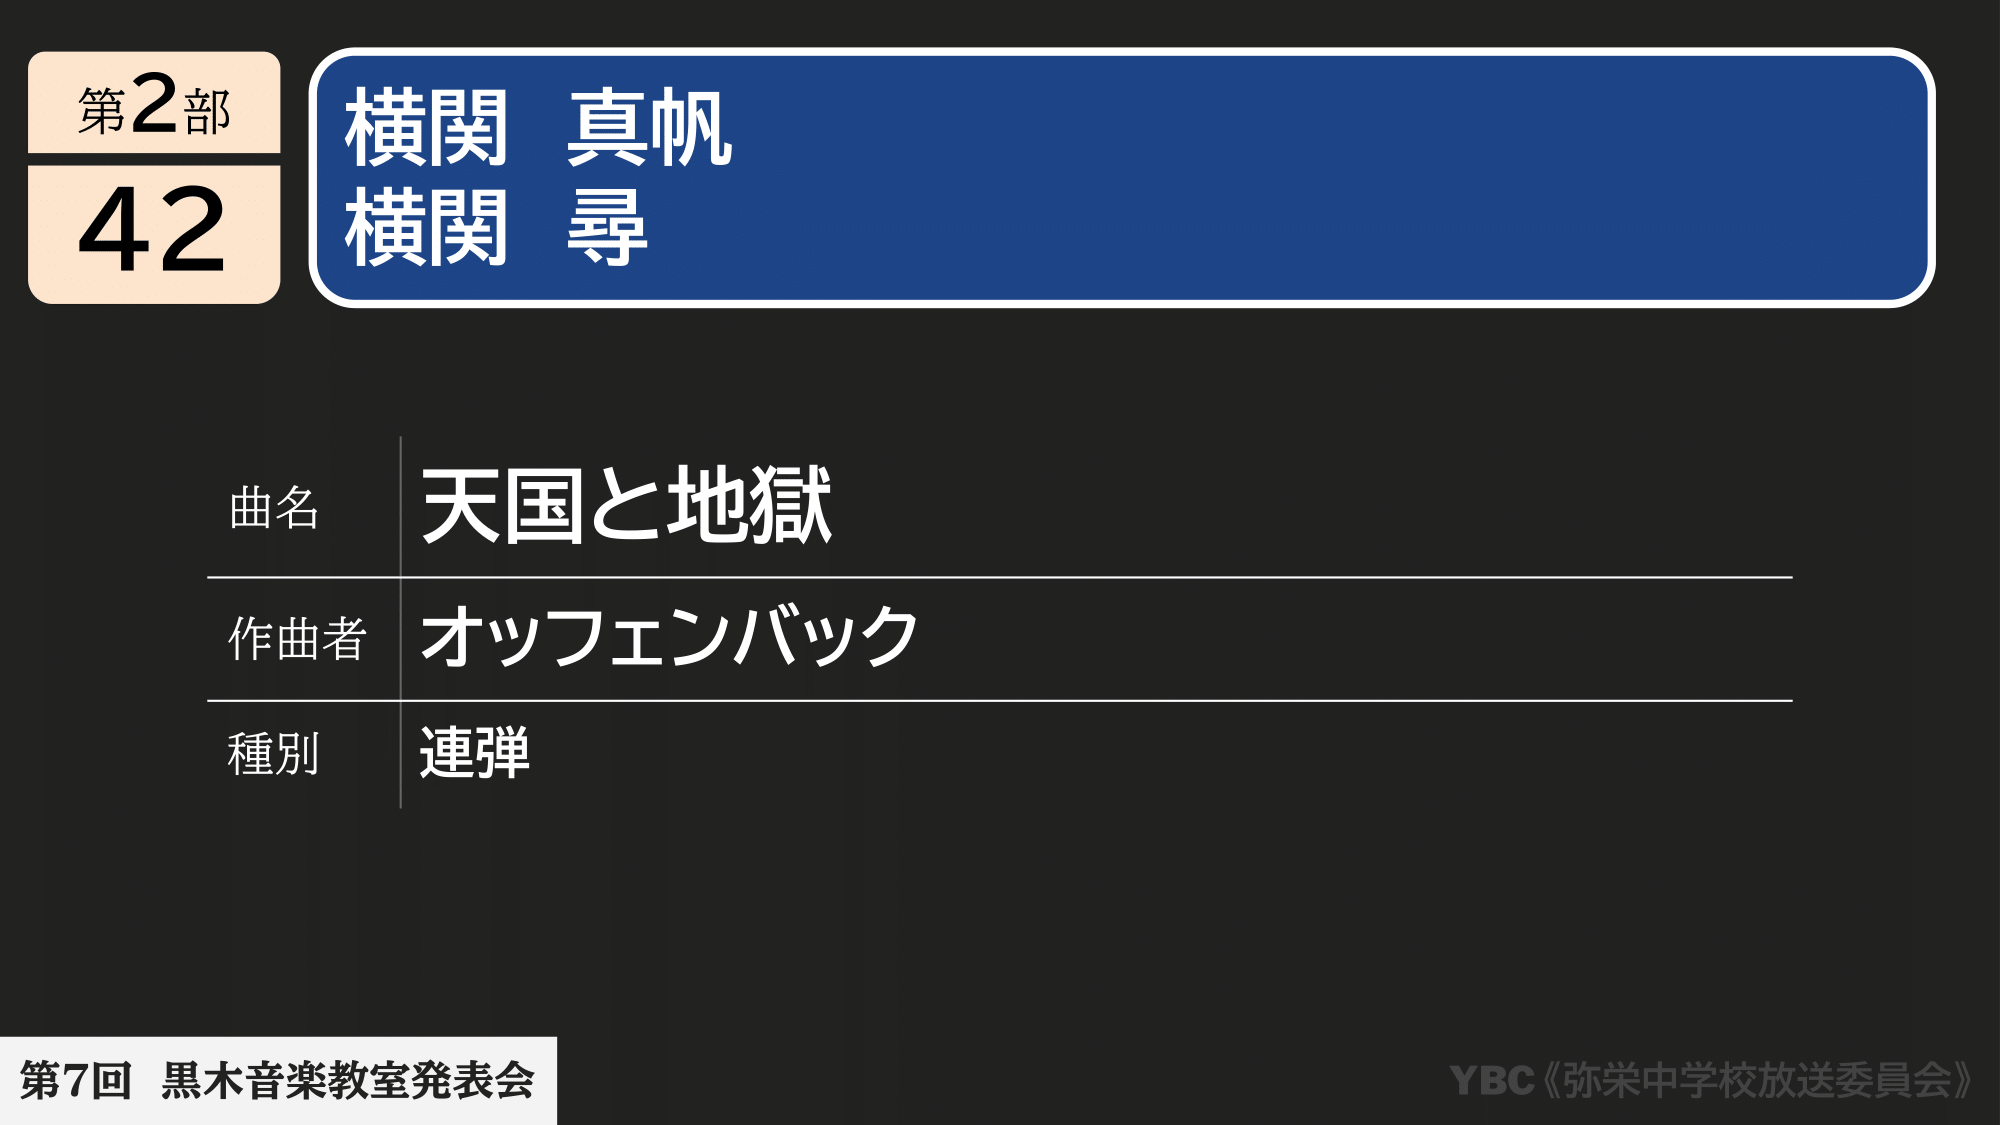 第2部
42
横関　真帆
横関　尋
曲名 天国と地獄
作曲者 オッフェンバック
種別 連弾
第7回　黒木音楽教室発表会
YBC《弥栄中学校放送委員会》